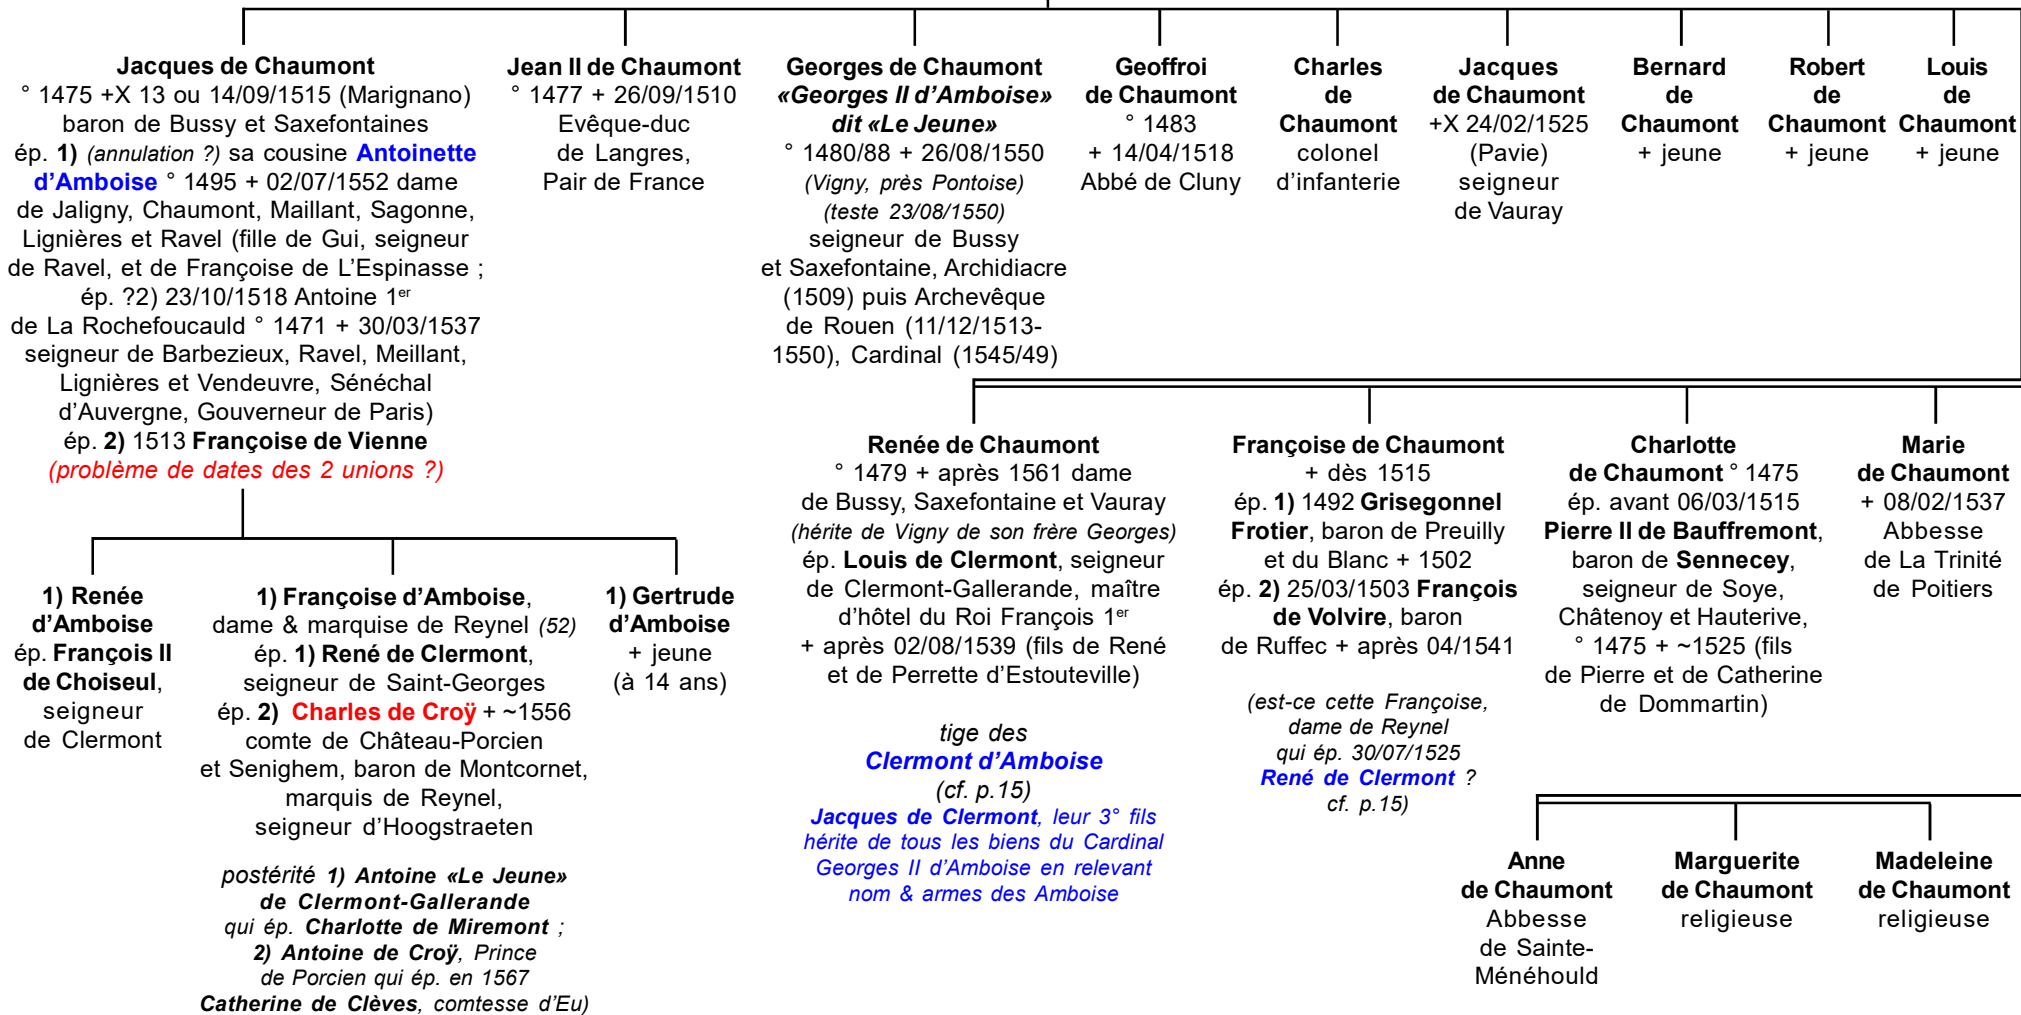 Jacques de Chaumont
° 1475 +X 13 ou 14/09/1515 (Marignano)
baron de Bussy et Saxefontaines
ép. 1) (annulation ?) sa cousine Antoinette
d’Amboise ° 1495 + 02/07/1552 dame
de Jaligny, Chaumont, Maillant, Sagonne,
Lignières et Ravel (fille de Gui, seigneur
de Ravel, et de Françoise de L’Espinasse ;
ép. ?2) 23/10/1518 Antoine 1er
de La Rochefoucauld ° 1471 + 30/03/1537
seigneur de Barbezieux, Ravel, Meillant,
Lignières et Vendeuvre, Sénéchal
d’Auvergne, Gouverneur de Paris)
ép. 2) 1513 Françoise de Vienne
(problème de dates des 2 unions ?)
Jean II de Chaumont
° 1477 + 26/09/1510
Evêque-duc
de Langres,
Pair de France
Georges de Chaumont
«Georges II d’Amboise»
dit «Le Jeune»
° 1480/88 + 26/08/1550
(Vigny, près Pontoise)
(teste 23/08/1550)
seigneur de Bussy
et Saxefontaine, Archidiacre
(1509) puis Archevêque
de Rouen (11/12/1513-
1550), Cardinal (1545/49)
Geoffroi
de Chaumont
° 1483
+ 14/04/1518
Abbé de Cluny
Charles
de
Chaumont
colonel
d’infanterie
Jacques
de Chaumont
+X 24/02/1525
(Pavie)
seigneur
de Vauray
Bernard
de
Chaumont
+ jeune
Robert
de
Chaumont
+ jeune
Louis
de
Chaumont
+ jeune
Renée de Chaumont
° 1479 + après 1561 dame
de Bussy, Saxefontaine et Vauray
(hérite de Vigny de son frère Georges)
ép. Louis de Clermont, seigneur
de Clermont-Gallerande, maître
d’hôtel du Roi François 1er
+ après 02/08/1539 (fils de René
et de Perrette d’Estouteville)
tige des
Clermont d’Amboise
(cf. p.15)
Jacques de Clermont, leur 3° fils
hérite de tous les biens du Cardinal
Georges II d’Amboise en relevant
nom & armes des Amboise
Françoise de Chaumont
+ dès 1515
ép. 1) 1492 Grisegonnel
Frotier, baron de Preuilly
et du Blanc + 1502
ép. 2) 25/03/1503 François
de Volvire, baron
de Ruffec + après 04/1541
(est-ce cette Françoise,
dame de Reynel
qui ép. 30/07/1525
René de Clermont ?
cf. p.15)
Charlotte
de Chaumont ° 1475
ép. avant 06/03/1515
Pierre II de Bauffremont,
baron de Sennecey,
seigneur de Soye,
Châtenoy et Hauterive,
° 1475 + ~1525 (fils
de Pierre et de Catherine
de Dommartin)
Marie
de Chaumont
+ 08/02/1537
Abbesse
de La Trinité
de Poitiers
1) Renée
d’Amboise
ép. François II
de Choiseul,
seigneur
de Clermont
1) Françoise d’Amboise,
dame & marquise de Reynel (52)
ép. 1) René de Clermont,
seigneur de Saint-Georges
ép. 2) Charles de Croÿ + ~1556
comte de Château-Porcien
et Senighem, baron de Montcornet,
marquis de Reynel,
seigneur d’Hoogstraeten
postérité 1) Antoine «Le Jeune»
de Clermont-Gallerande
qui ép. Charlotte de Miremont ;
2) Antoine de Croÿ, Prince
de Porcien qui ép. en 1567
Catherine de Clèves, comtesse d’Eu)
1) Gertrude
d’Amboise
+ jeune
(à 14 ans)
Anne
de Chaumont
Abbesse
de Sainte-
Ménéhould
Marguerite
de Chaumont
religieuse
Madeleine
de Chaumont
religieuse